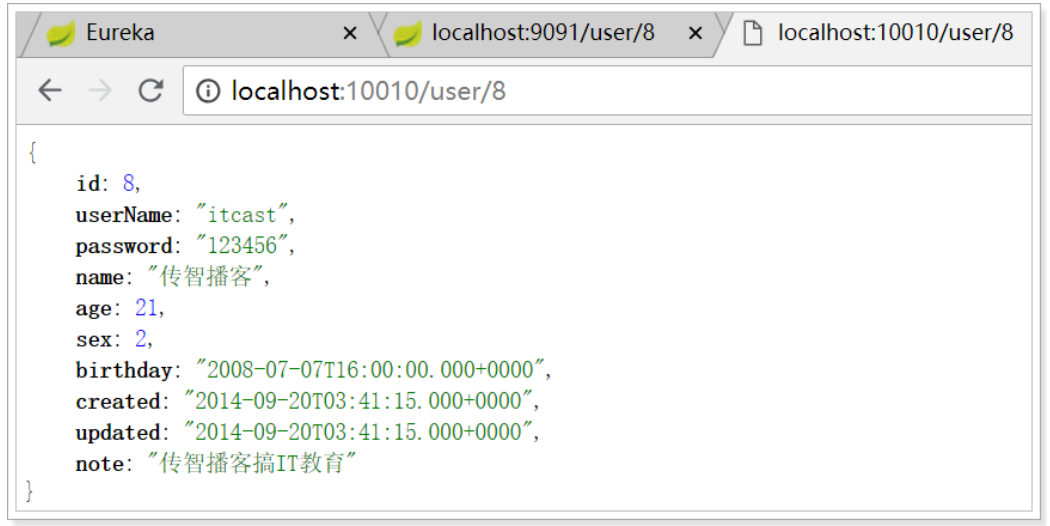 Eureka × localhost:9091/user/8 × localhost:10010/user/8
localhost:10010/user/8
{
id: 8,
userName: "itcast",
password: "123456",
name: "传智播客",
age: 21,
sex: 2,
birthday: "2008-07-07T16:00:00.000+0000",
created: "2014-09-20T03:41:15.000+0000",
updated: "2014-09-20T03:41:15.000+0000",
note: "传智播客搞IT教育"
}